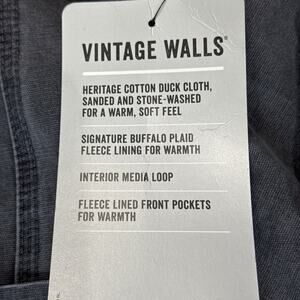 VINTAGE WALLS®
HERITAGE COTTON DUCK CLOTH,
SANDED AND STONE-WASHED
FOR A WARM, SOFT FEEL
SIGNATURE BUFFALO PLAID
FLEECE LINING FOR WARMTH
INTERIOR MEDIA LOOP
FLEECE LINED FRONT POCKETS
FOR WARMTH